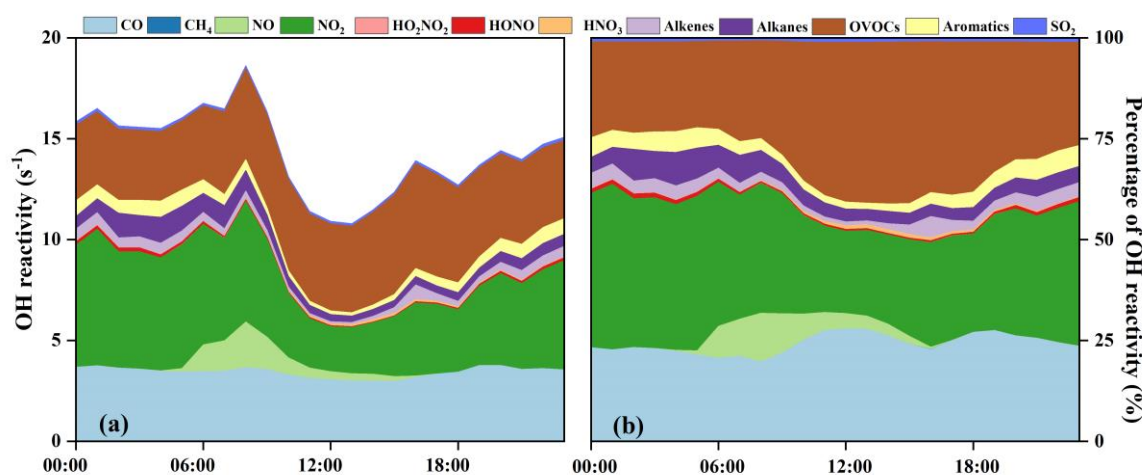 CO CH₄ NO NO₂ HO₂NO₂ HONO HNO₃ Alkenes Alkanes OVOCs Aromatics SO₂
20
15
10
5
0
OH reactivity (s⁻¹)
(a)
00:00 06:00 12:00 18:00
100
75
50
25
0
Percentage of OH reactivity (%)
(b)
00:00 06:00 12:00 18:00